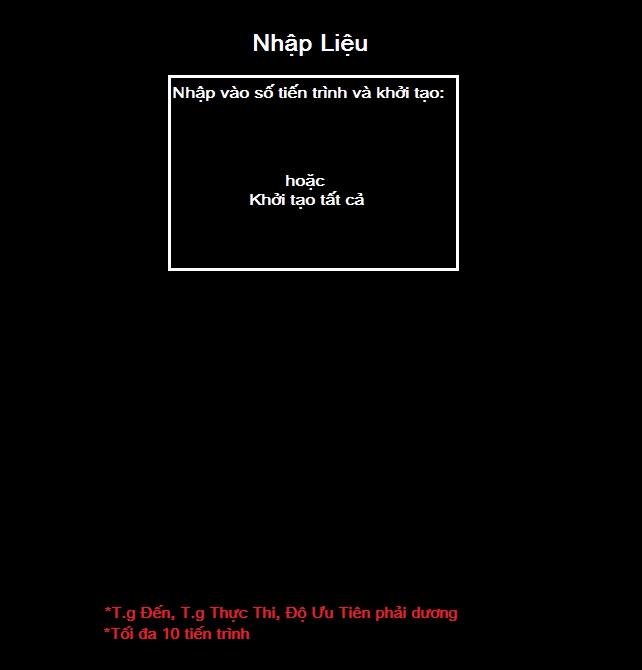 Nhập Liệu
Nhập vào số tiến trình và khởi tạo:
hoặc
Khởi tạo tất cả
*T.g Đến, T.g Thực Thi, Độ Ưu Tiên phải dương
*Tối đa 10 tiến trình